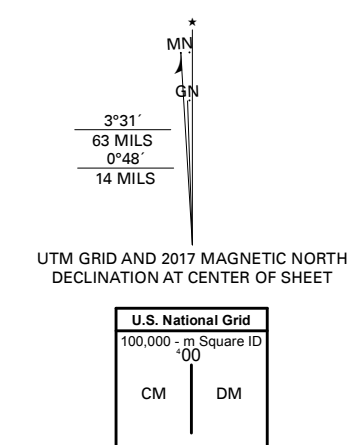 ★
MN
GN
3°31´
63 MILS
0°48´
14 MILS
UTM GRID AND 2017 MAGNETIC NORTH
DECLINATION AT CENTER OF SHEET
U.S. National Grid
100,000 - m Square ID
⁴00
CM DM